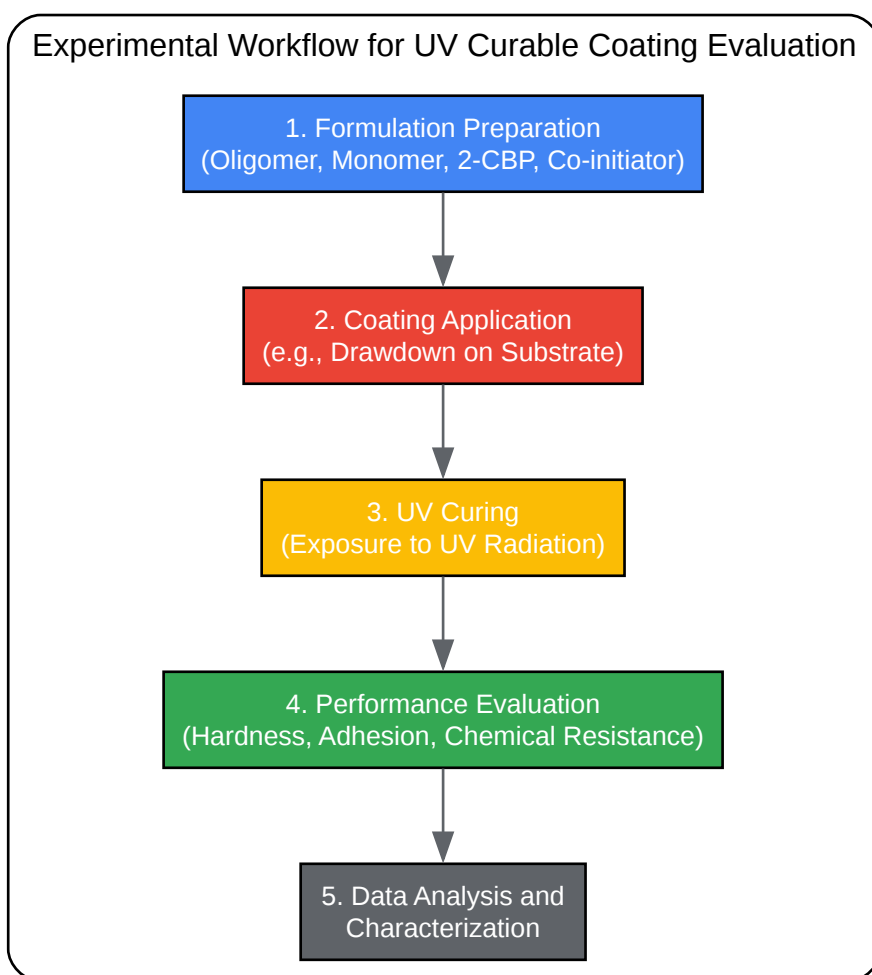 Experimental Workflow for UV Curable Coating Evaluation
1. Formulation Preparation
(Oligomer, Monomer, 2-CBP, Co-initiator)
2. Coating Application
(e.g., Drawdown on Substrate)
3. UV Curing
(Exposure to UV Radiation)
4. Performance Evaluation
(Hardness, Adhesion, Chemical Resistance)
5. Data Analysis and
Characterization